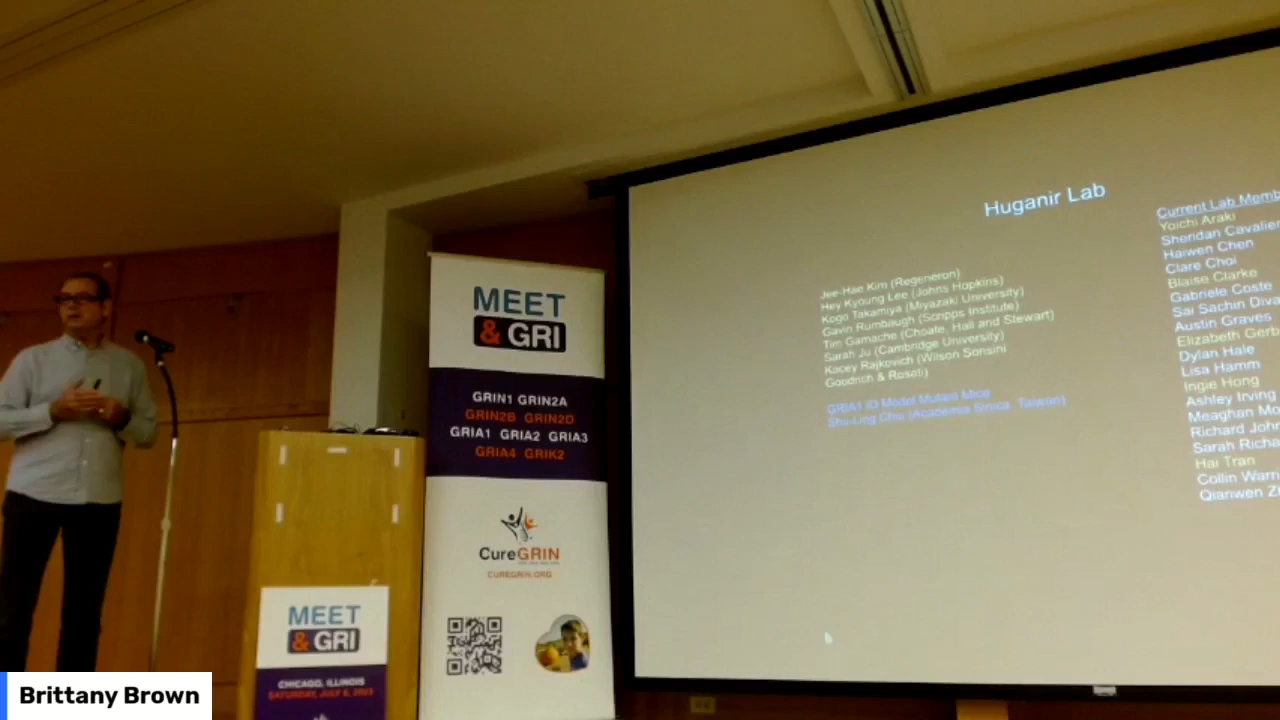 MEET
& GRI
GRIN1 GRIN2A
GRIN2B GRIN2D
GRIA1 GRIA2 GRIA3
GRIA4 GRIK2
CureGRIN
CUREGRIN.ORG
MEET
& GRI
CHICAGO, ILLINOIS
SATURDAY, JULY
Brittany Brown
Huganir Lab
Jee-Hae Kim (Regeneron)
Hey Kyoung Lee (Johns Hopkins)
Kogo Takamiya (Miyazaki University)
Gavin Rumbaugh (Scripps Institute)
Tim Gamache (Choate, Hall and Stewart)
Sarah Ju (Cambridge University)
Kacey Rajkovich (Wilson Sonsini
Goodrich & Rosati)
GRIA1 ID Model Mutant Mice
Shu-Ling Chiu (Academia Sinica, Taiwan)
Current Lab Memb
Yoichi Araki
Sheridan Cavalier
Haiwen Chen
Clare Choi
Blaise Clarke
Gabriele Coste
Sai Sachin Diva
Austin Graves
Elizabeth Gerb
Dylan Hale
Lisa Hamm
Ingie Hong
Ashley Irving
Meaghan Mo
Richard John
Sarah Richa
Hai Tran
Collin Warri
Qianwen Z